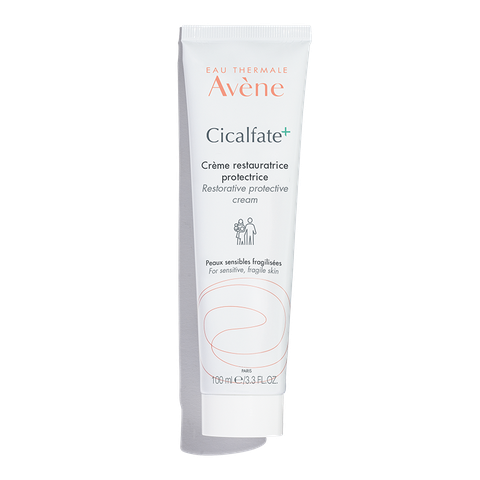 EAU THERMALE
Avène
Cicalfate+
Crème restauratrice
protectrice
Restorative protective
cream
Peaux sensibles fragilisées
For sensitive, fragile skin
PARIS
100 ml ℮/3.3 FL.OZ.